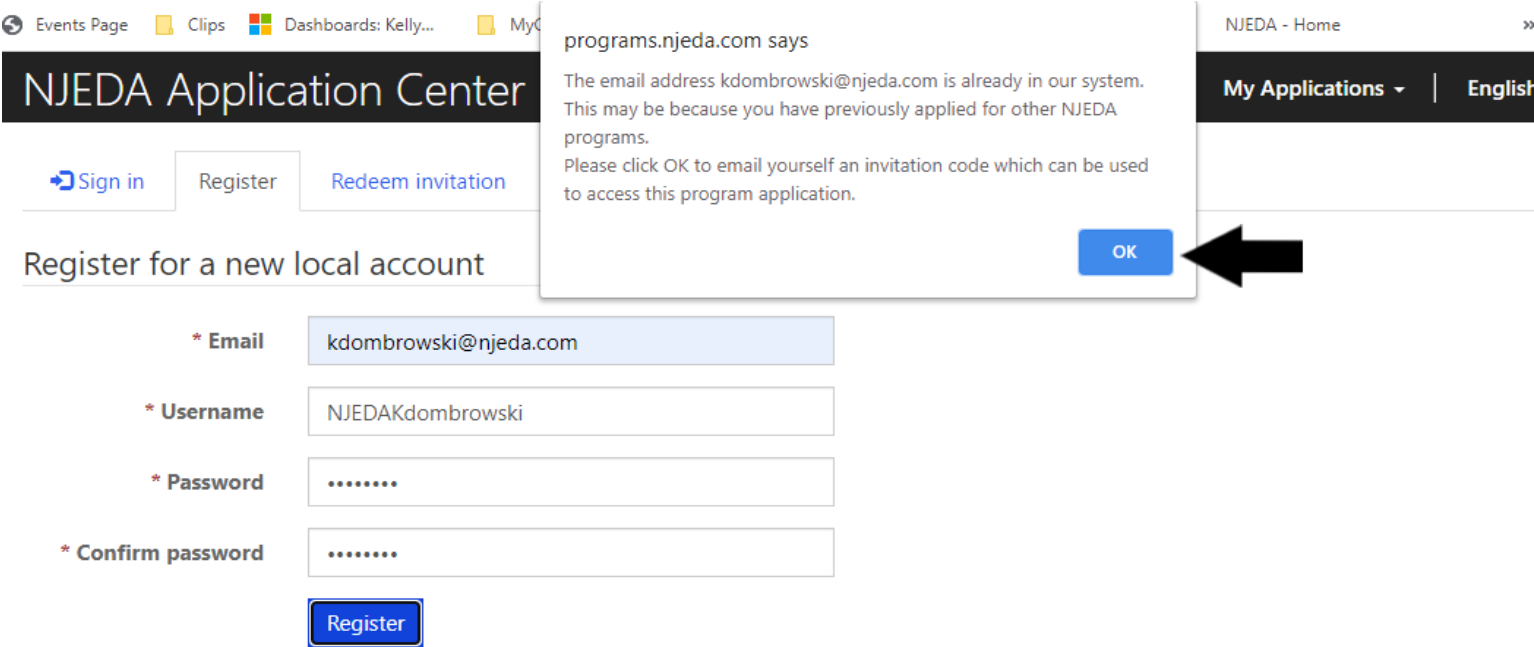 Events Page Clips Dashboards: Kelly... MyC NJEDA - Home »
NJEDA Application Center My Applications English
programs.njeda.com says
The email address kdombrowski@njeda.com is already in our system.
This may be because you have previously applied for other NJEDA
programs.
Please click OK to email yourself an invitation code which can be used
to access this program application.
OK
Sign in Register Redeem invitation
Register for a new local account
* Email kdombrowski@njeda.com
* Username NJEDAKdombrowski
* Password ••••••••
* Confirm password ••••••••
Register